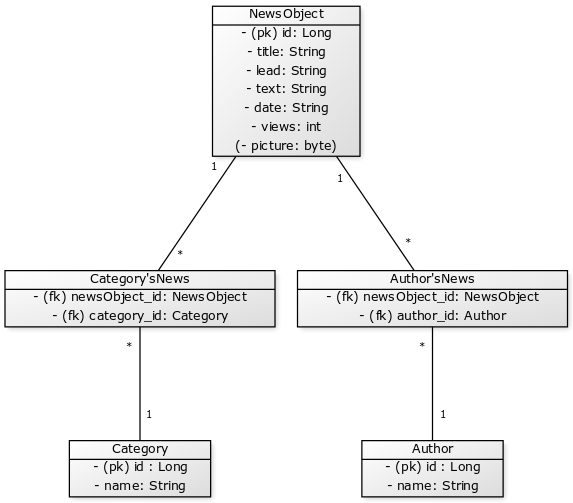 NewsObject
- (pk) id: Long
- title: String
- lead: String
- text: String
- date: String
- views: int
(- picture: byte)
1
1
*
*
Category'sNews
- (fk) newsObject_id: NewsObject
- (fk) category_id: Category
Author'sNews
- (fk) newsObject_id: NewsObject
- (fk) author_id: Author
*
*
1
1
Category
- (pk) id : Long
- name: String
Author
- (pk) id : Long
- name: String